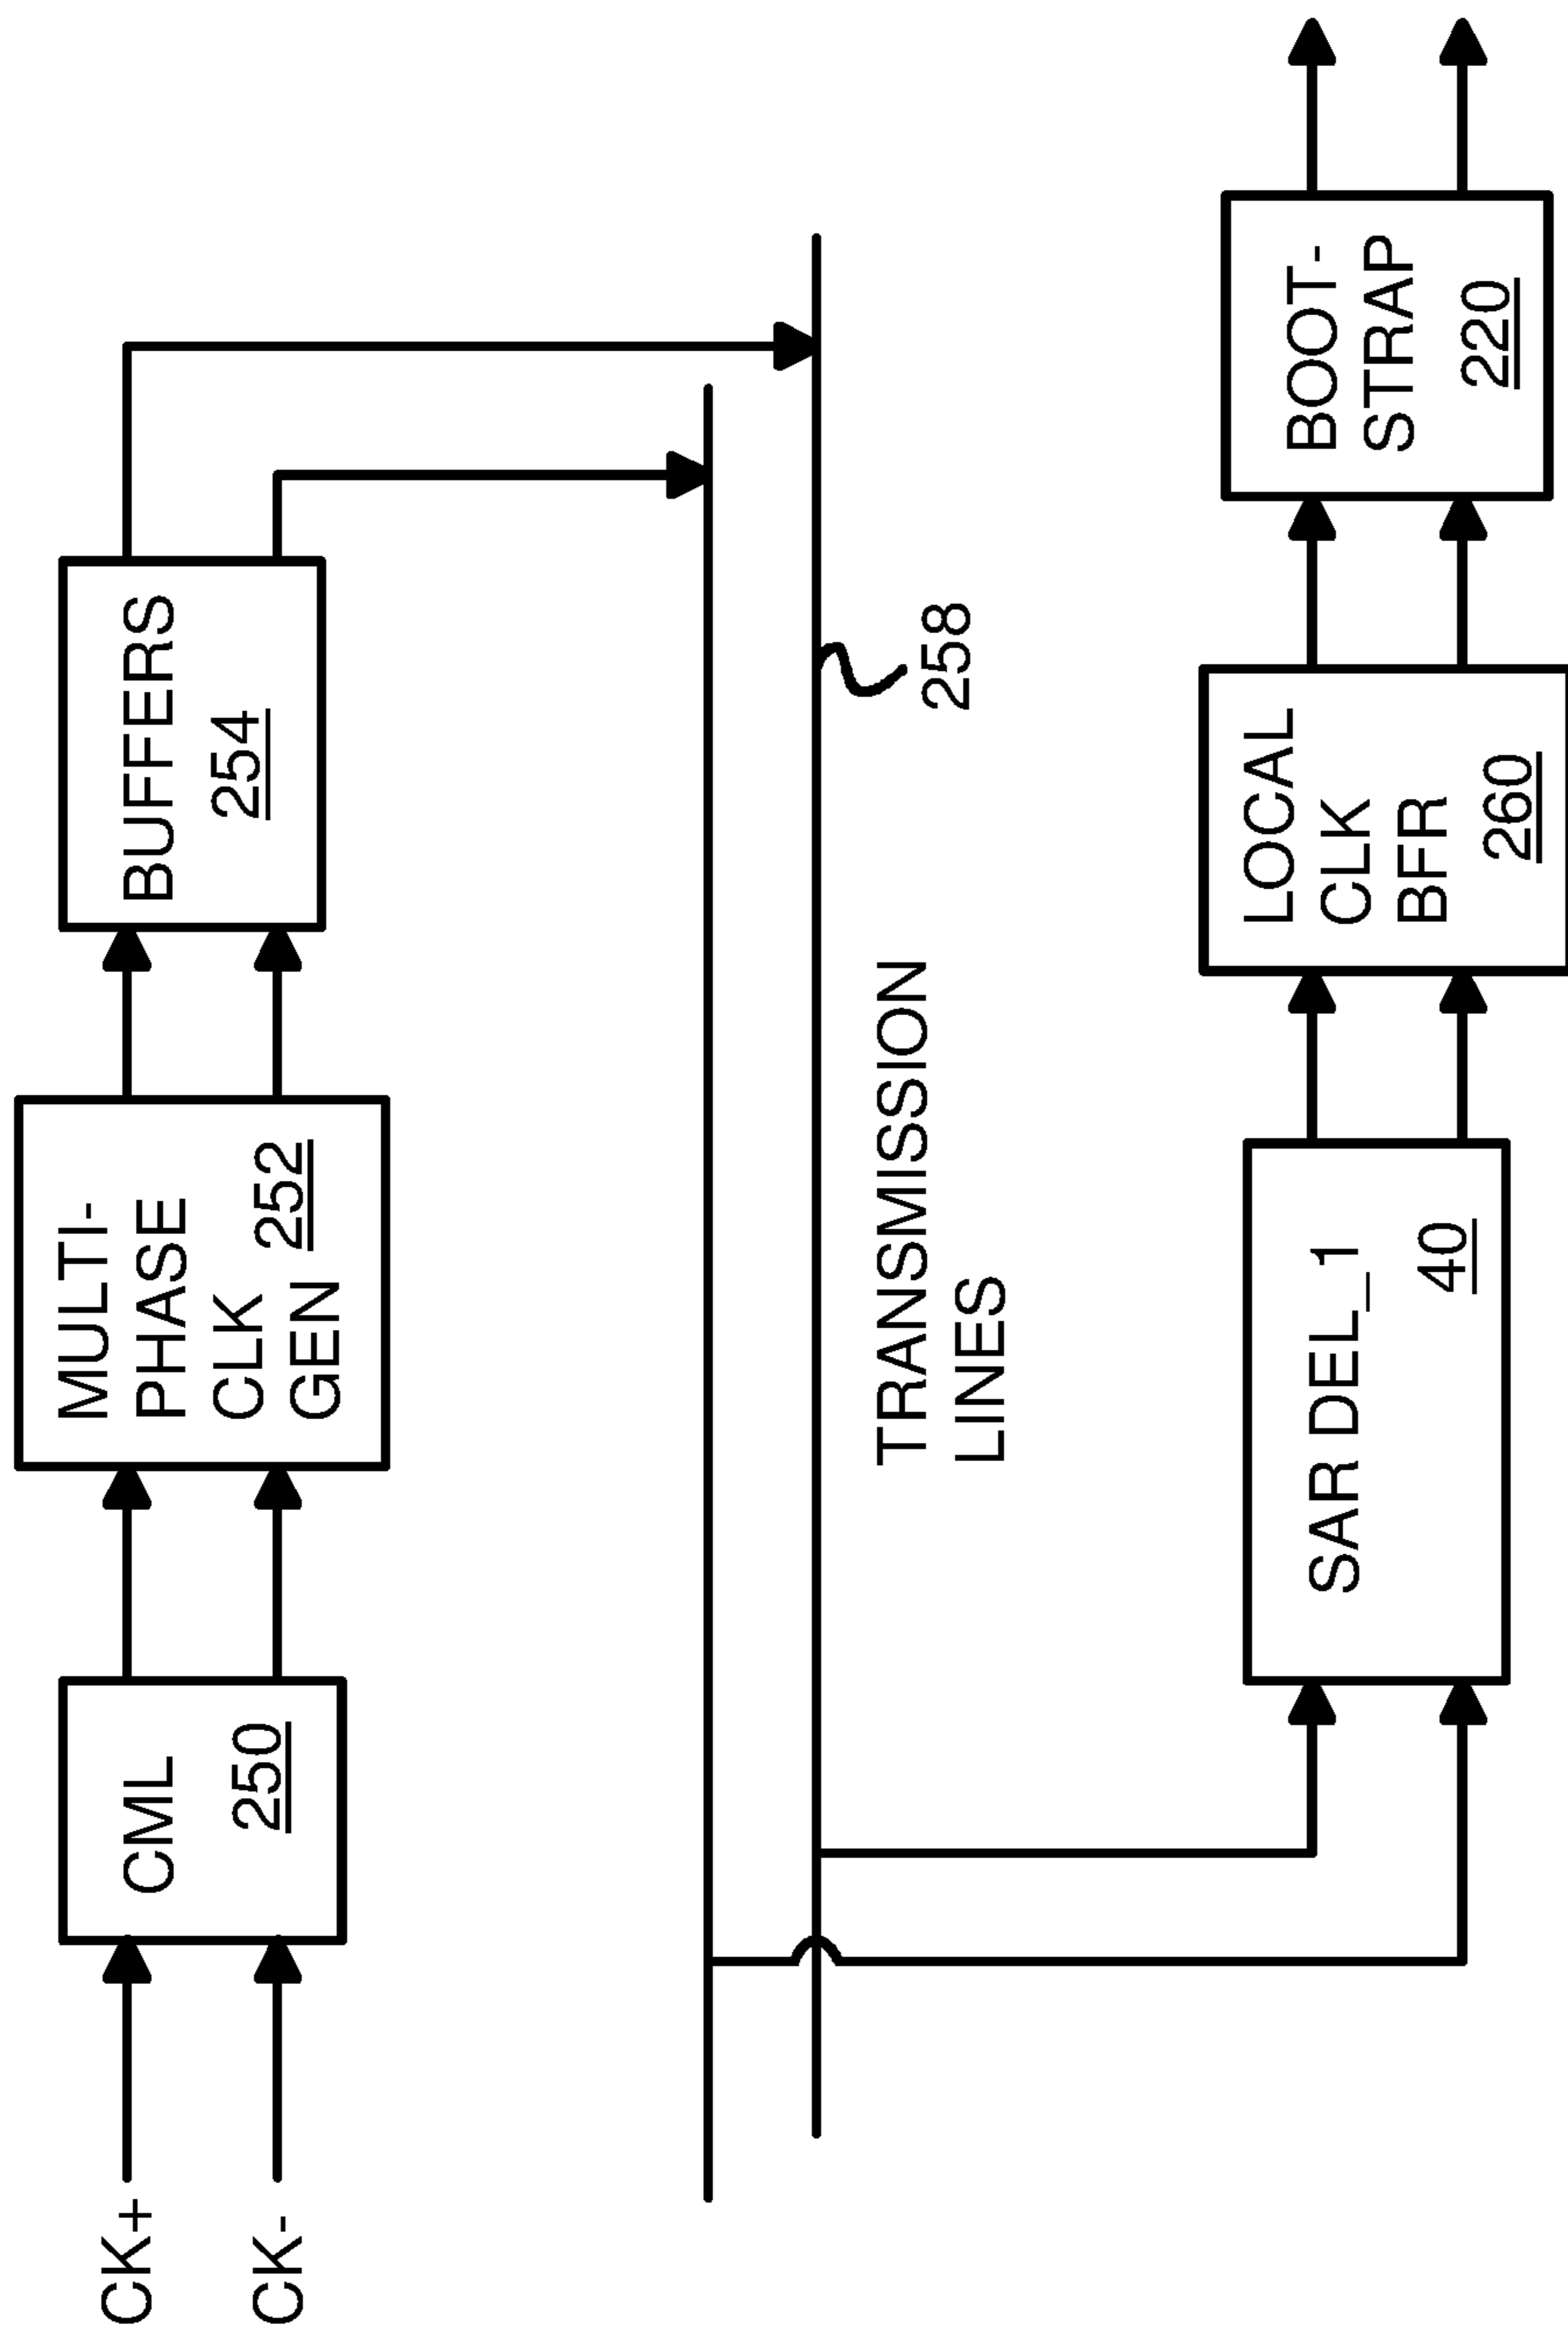 CK+
CK-
CML
250
MULTI-
PHASE
CLK 252
GEN
BUFFERS
254
258
TRANSMISSION
LINES
SAR DEL_1
40
LOCAL
CLK
BFR
260
BOOT-
STRAP
220